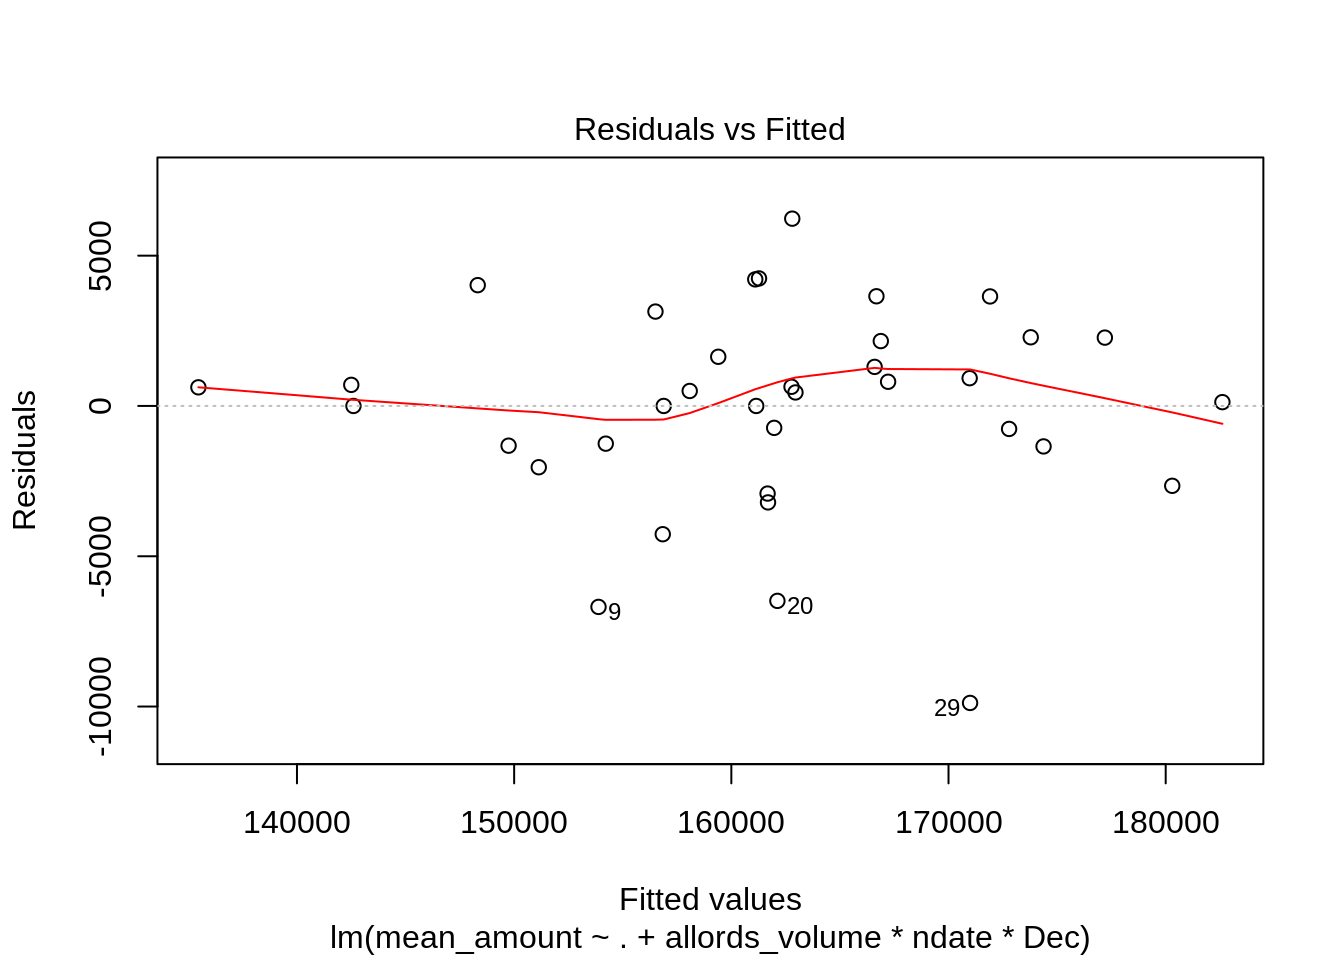 Residuals vs Fitted
Residuals
5000
0
-5000
-10000
9
20
29
140000 150000 160000 170000 180000
Fitted values
lm(mean_amount ~ . + allords_volume * ndate * Dec)